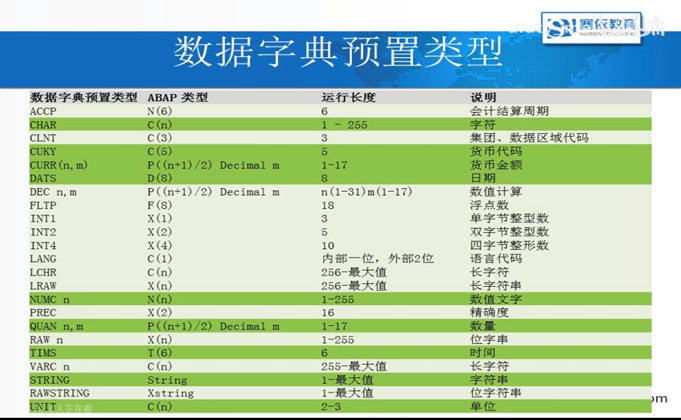 赛依教育
数据字典预置类型
数据字典预置类型 ABAP 类型 运行长度 说明
ACCP N(6) 6 会计结算周期
CHAR C(n) 1 - 255 字符
CLNT C(3) 3 集团、数据区域代码
CUKY C(5) 5 货币代码
CURR(n,m) P((n+1)/2) Decimal m 1-17 货币金额
DATS D(8) 8 日期
DEC n,m P((n+1)/2) Decimal m n(1-31)m(1-17) 数值计算
FLTP F(8) 18 浮点数
INT1 X(1) 3 单字节整型数
INT2 X(2) 5 双字节整型数
INT4 X(4) 10 四字节整形数
LANG C(1) 内部一位，外部2位 语言代码
LCHR C(n) 256-最大值 长字符
LRAW X(n) 256-最大值 长字符串
NUMC n N(n) 1-255 数值文字
PREC X(2) 16 精确度
QUAN n,m P((n+1)/2) Decimal m 1-17 数量
RAW n X(n) 1-255 位字串
TIMS T(6) 6 时间
VARC n C(n) 255-最大值 长字符
STRING String 1-最大值 字符串
RAWSTRING Xstring 1-最大值 位字符串
UNIT C(n) 2-3 单位
人正在看
om